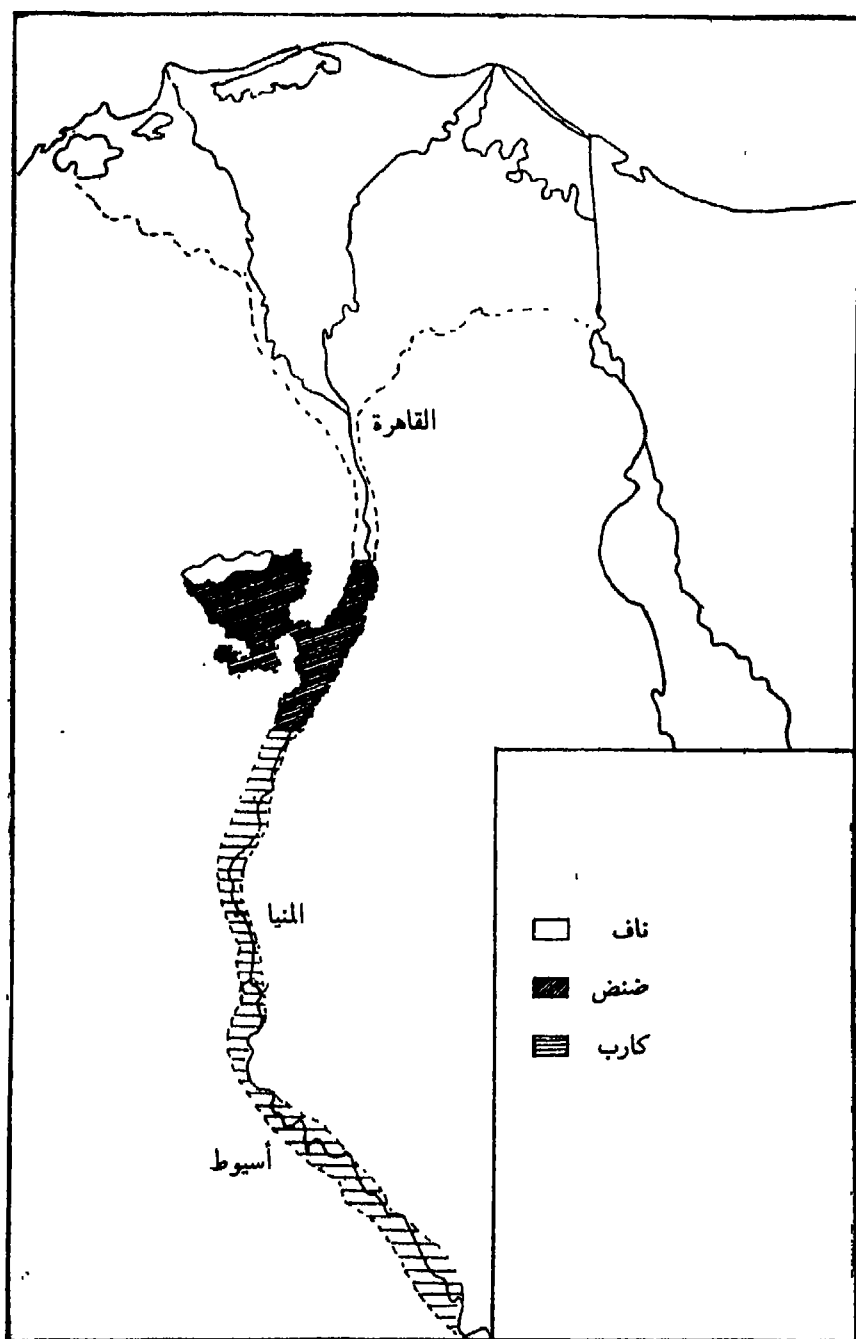 القاهرة
المنيا
أسيوط
ناف
ضنض
كارب